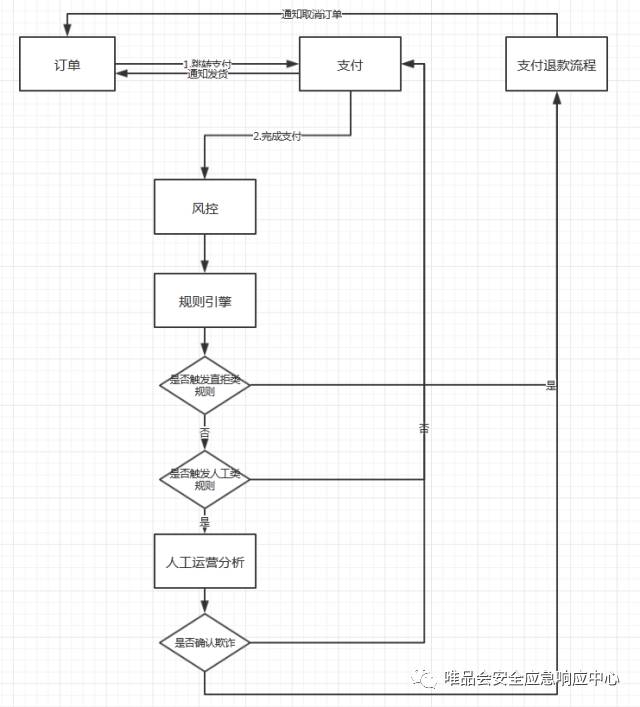 通知取消订单
订单
1.跳转支付
通知发货
支付
支付退款流程
2.完成支付
风控
规则引擎
是否触发直拒类
规则
是
否
否
是否触发人工类
规则
是
人工运营分析
是否确认欺诈
唯品会安全应急响应中心